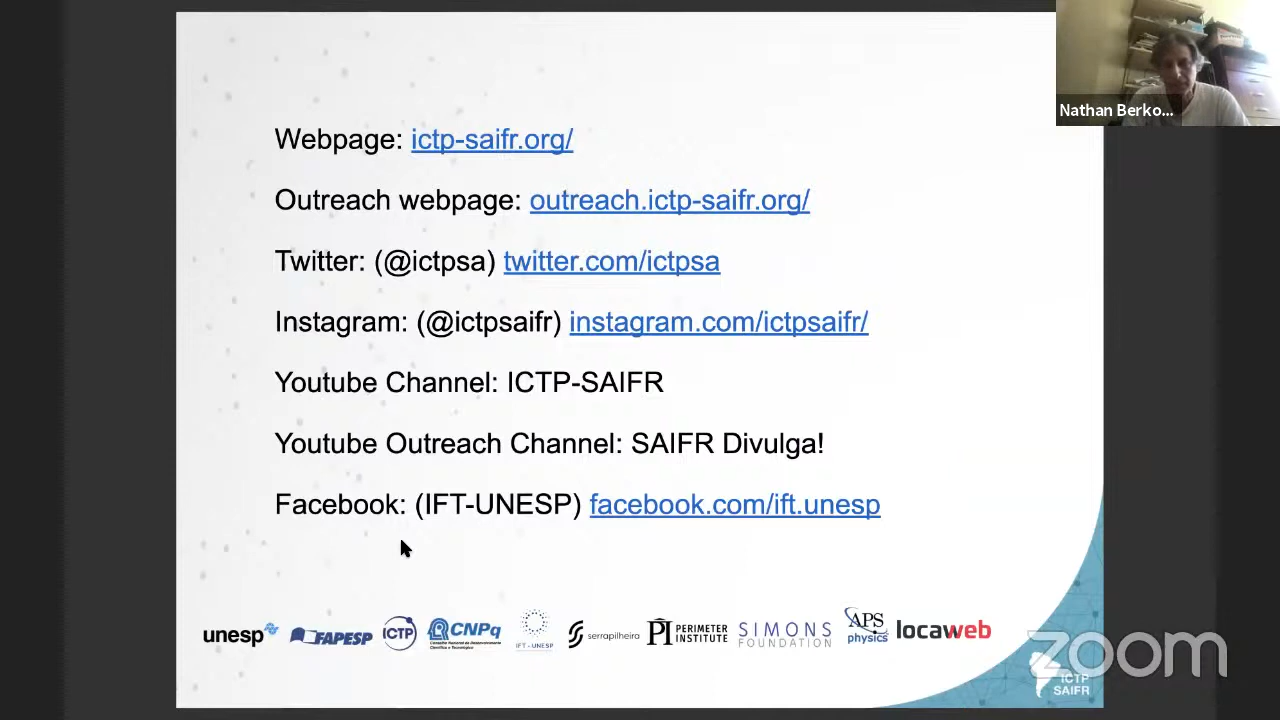 Nathan Berko...
Webpage: ictp-saifr.org/
Outreach webpage: outreach.ictp-saifr.org/
Twitter: (@ictpsa) twitter.com/ictpsa
Instagram: (@ictpsaifr) instagram.com/ictpsaifr/
Youtube Channel: ICTP-SAIFR
Youtube Outreach Channel: SAIFR Divulga!
Facebook: (IFT-UNESP) facebook.com/ift.unesp
unesp
FAPESP
ICTP
CNPq
Conselho Nacional de Desenvolvimento
Científico e Tecnológico
IFT - UNESP
serrapilheira
PI PERIMETER
INSTITUTE
SIMONS
FOUNDATION
APS
physics
locaweb
zoom
ICTP
SAIFR